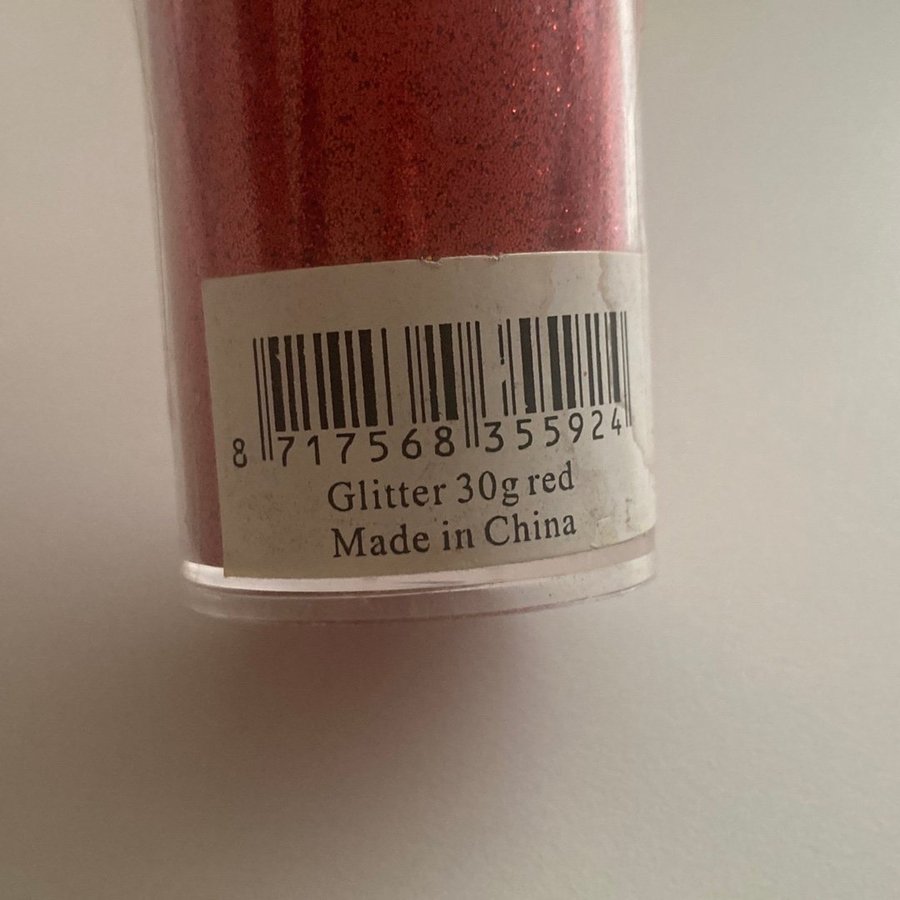 8 717568 355924
Glitter 30g red
Made in China